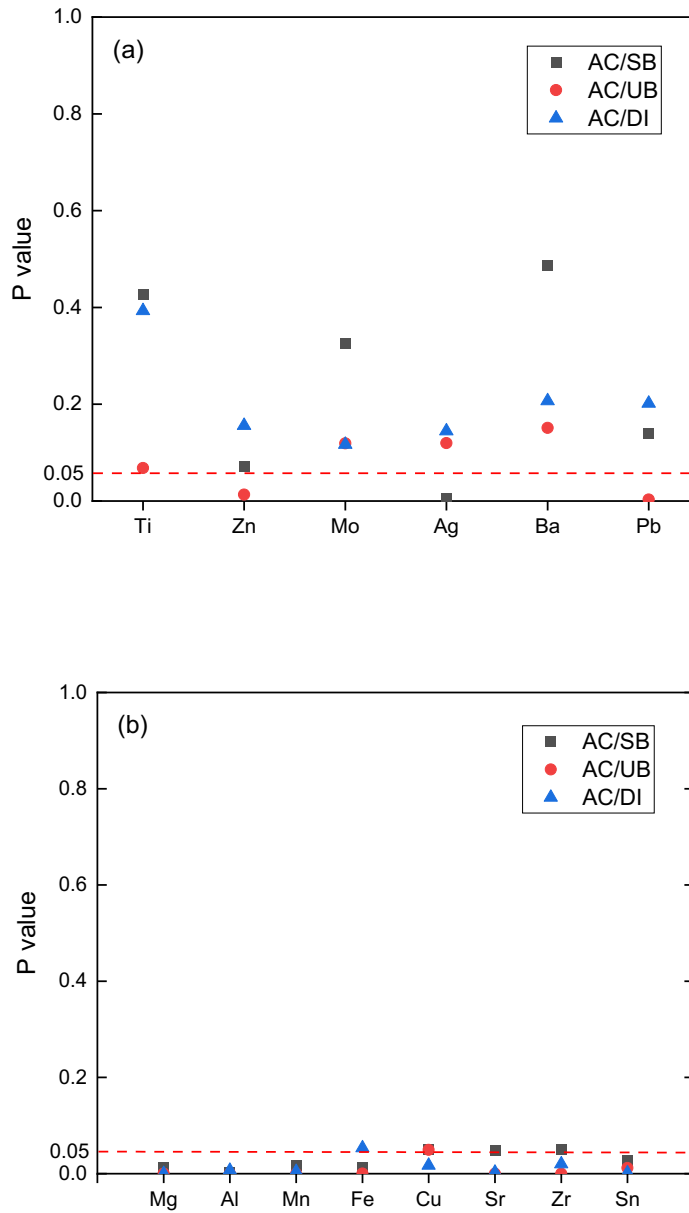 (a)
AC/SB
AC/UB
AC/DI
1.0
0.8
0.6
0.4
0.2
0.05
0.0
P value
Ti Zn Mo Ag Ba Pb
(b)
AC/SB
AC/UB
AC/DI
1.0
0.8
0.6
0.4
0.2
0.05
0.0
P value
Mg Al Mn Fe Cu Sr Zr Sn